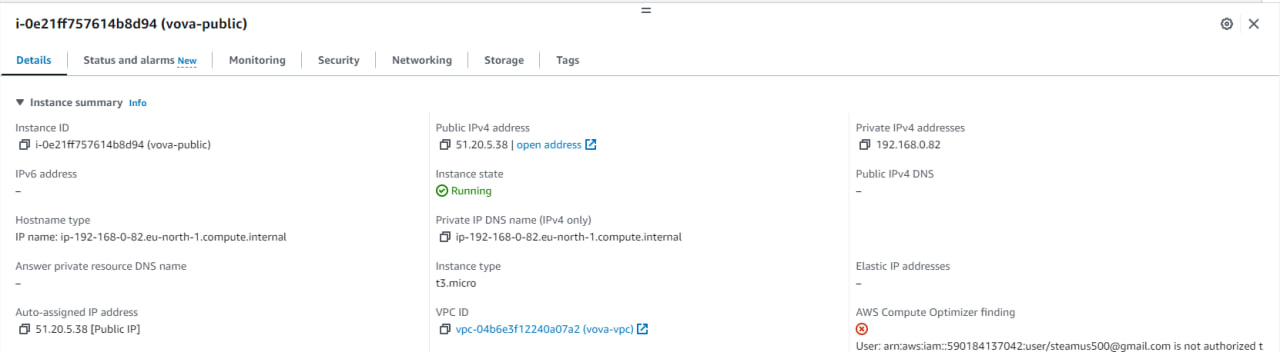 i-0e21ff757614b8d94 (vova-public)
Details
Status and alarms New
Monitoring
Security
Networking
Storage
Tags
Instance summary Info
Instance ID
i-0e21ff757614b8d94 (vova-public)
Public IPv4 address
51.20.5.38 | open address
Private IPv4 addresses
192.168.0.82
IPv6 address
–
Instance state
Running
Public IPv4 DNS
–
Hostname type
IP name: ip-192-168-0-82.eu-north-1.compute.internal
Private IP DNS name (IPv4 only)
ip-192-168-0-82.eu-north-1.compute.internal
Answer private resource DNS name
–
Instance type
t3.micro
Elastic IP addresses
–
Auto-assigned IP address
51.20.5.38 [Public IP]
VPC ID
vpc-04b6e3f12240a07a2 (vova-vpc)
AWS Compute Optimizer finding
User: arn:aws:iam::590184137042:user/steamus500@gmail.com is not authorized t